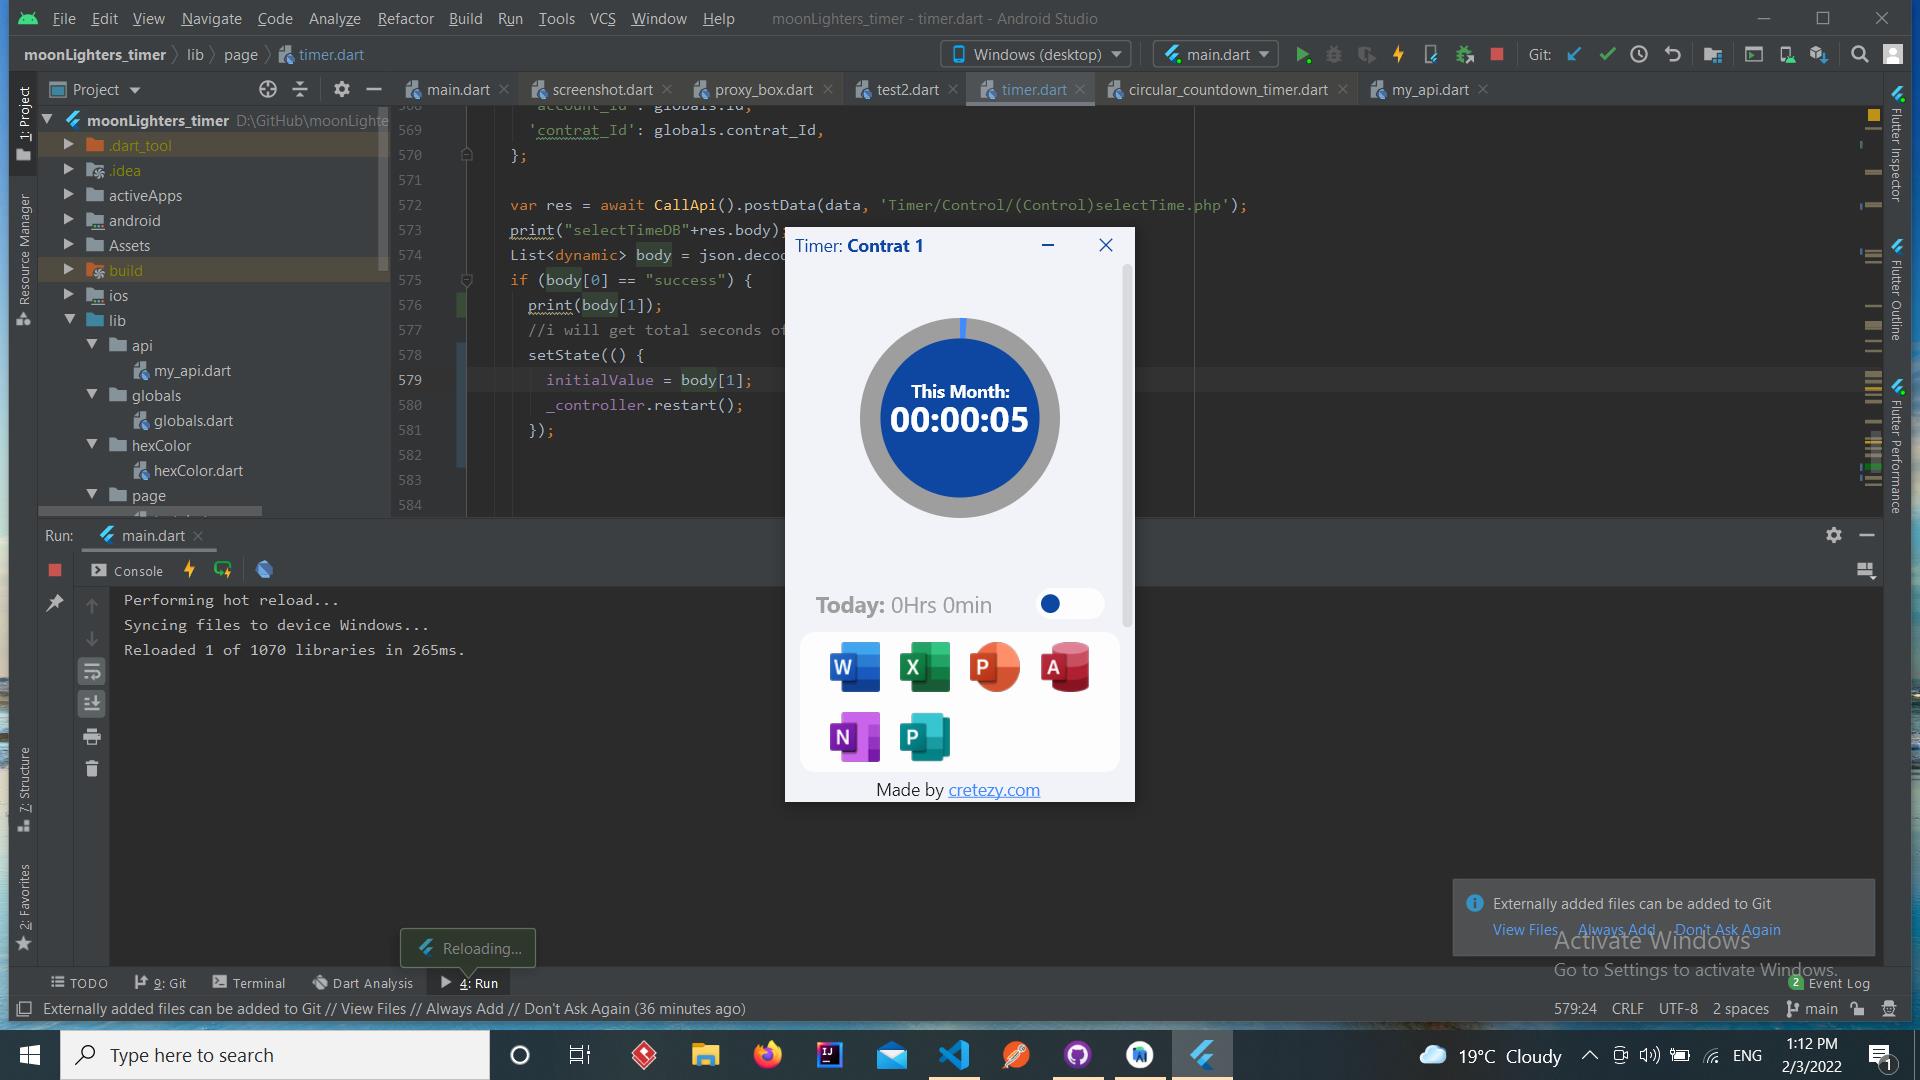 File Edit View Navigate Code Analyze Refactor Build Run Tools VCS Window Help moonLighters_timer - timer.dart - Android Studio
moonLighters_timer lib page timer.dart Windows (desktop) main.dart Git:
Project main.dart screenshot.dart proxy_box.dart test2.dart timer.dart circular_countdown_timer.dart my_api.dart
1: Project
Resource Manager
7: Structure
2: Favorites
moonLighters_timer D:\GitHub\moonLighte
.dart_tool
.idea
activeApps
android
Assets
build
ios
lib
api
my_api.dart
globals
globals.dart
hexColor
hexColor.dart
page
569 'contrat_Id': globals.contrat_Id,
570 };
571
572 var res = await CallApi().postData(data, 'Timer/Control/(Control)selectTime.php');
573 print("selectTimeDB"+res.body);
574 List<dynamic> body = json.deco
575 if (body[0] == "success") {
576 print(body[1]);
577 //i will get total seconds of
578 setState(() {
579 initialValue = body[1];
580 _controller.restart();
581 });
582
583
584
Flutter Inspector
Flutter Outline
Flutter Performance
Timer: Contrat 1
This Month:
00:00:05
Today: 0Hrs 0min
W X P A
N P
Made by cretezy.com
Run: main.dart
Console
Performing hot reload...
Syncing files to device Windows...
Reloaded 1 of 1070 libraries in 265ms.
Reloading...
Externally added files can be added to Git
View Files Always Add Don't Ask Again
Activate Windows
Go to Settings to activate Windows.
TODO 9: Git Terminal Dart Analysis 4: Run 2 Event Log
Externally added files can be added to Git // View Files // Always Add // Don't Ask Again (36 minutes ago) 579:24 CRLF UTF-8 2 spaces main
Type here to search
IJ
19°C Cloudy ENG
1:12 PM
2/3/2022
1